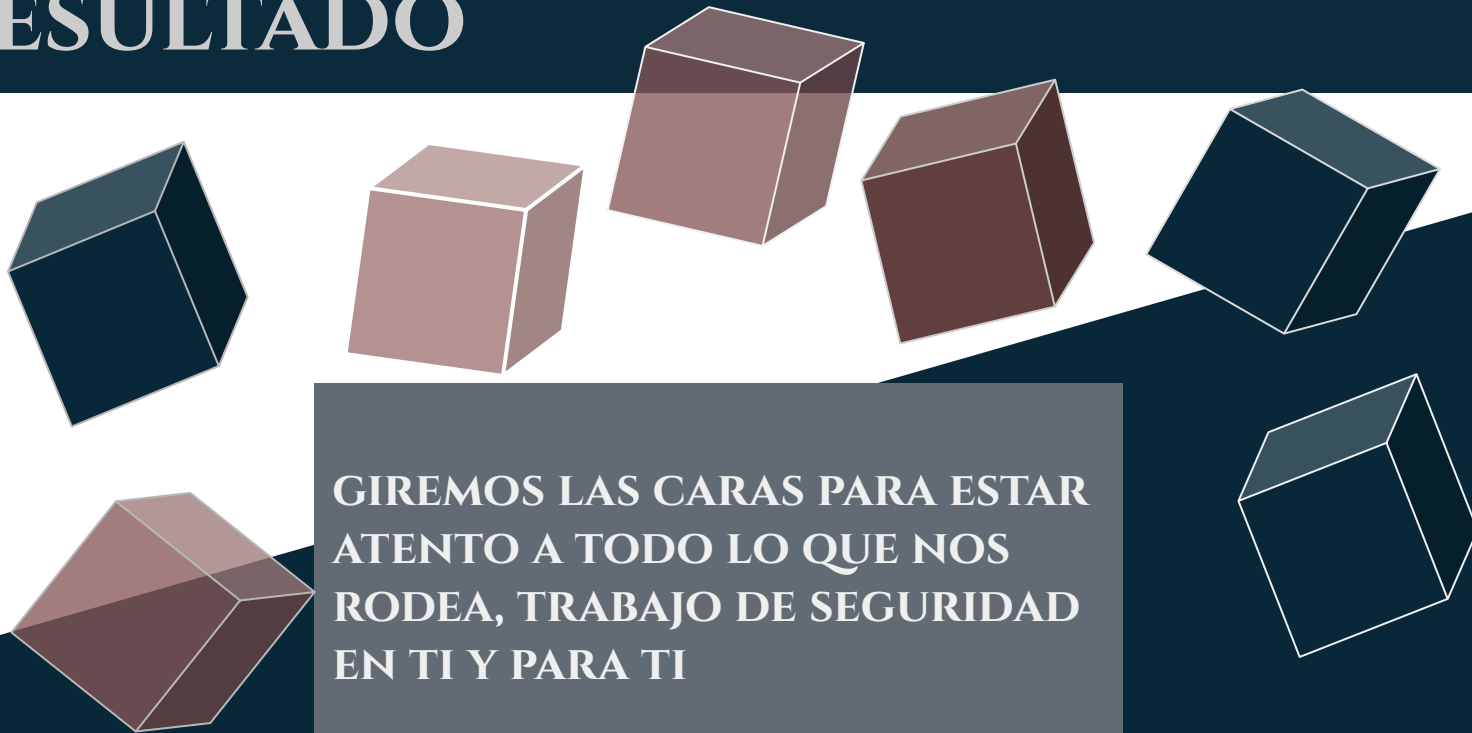 ESULTADO
GIREMOS LAS CARAS PARA ESTAR
ATENTO A TODO LO QUE NOS
RODEA, TRABAJO DE SEGURIDAD
EN TI Y PARA TI